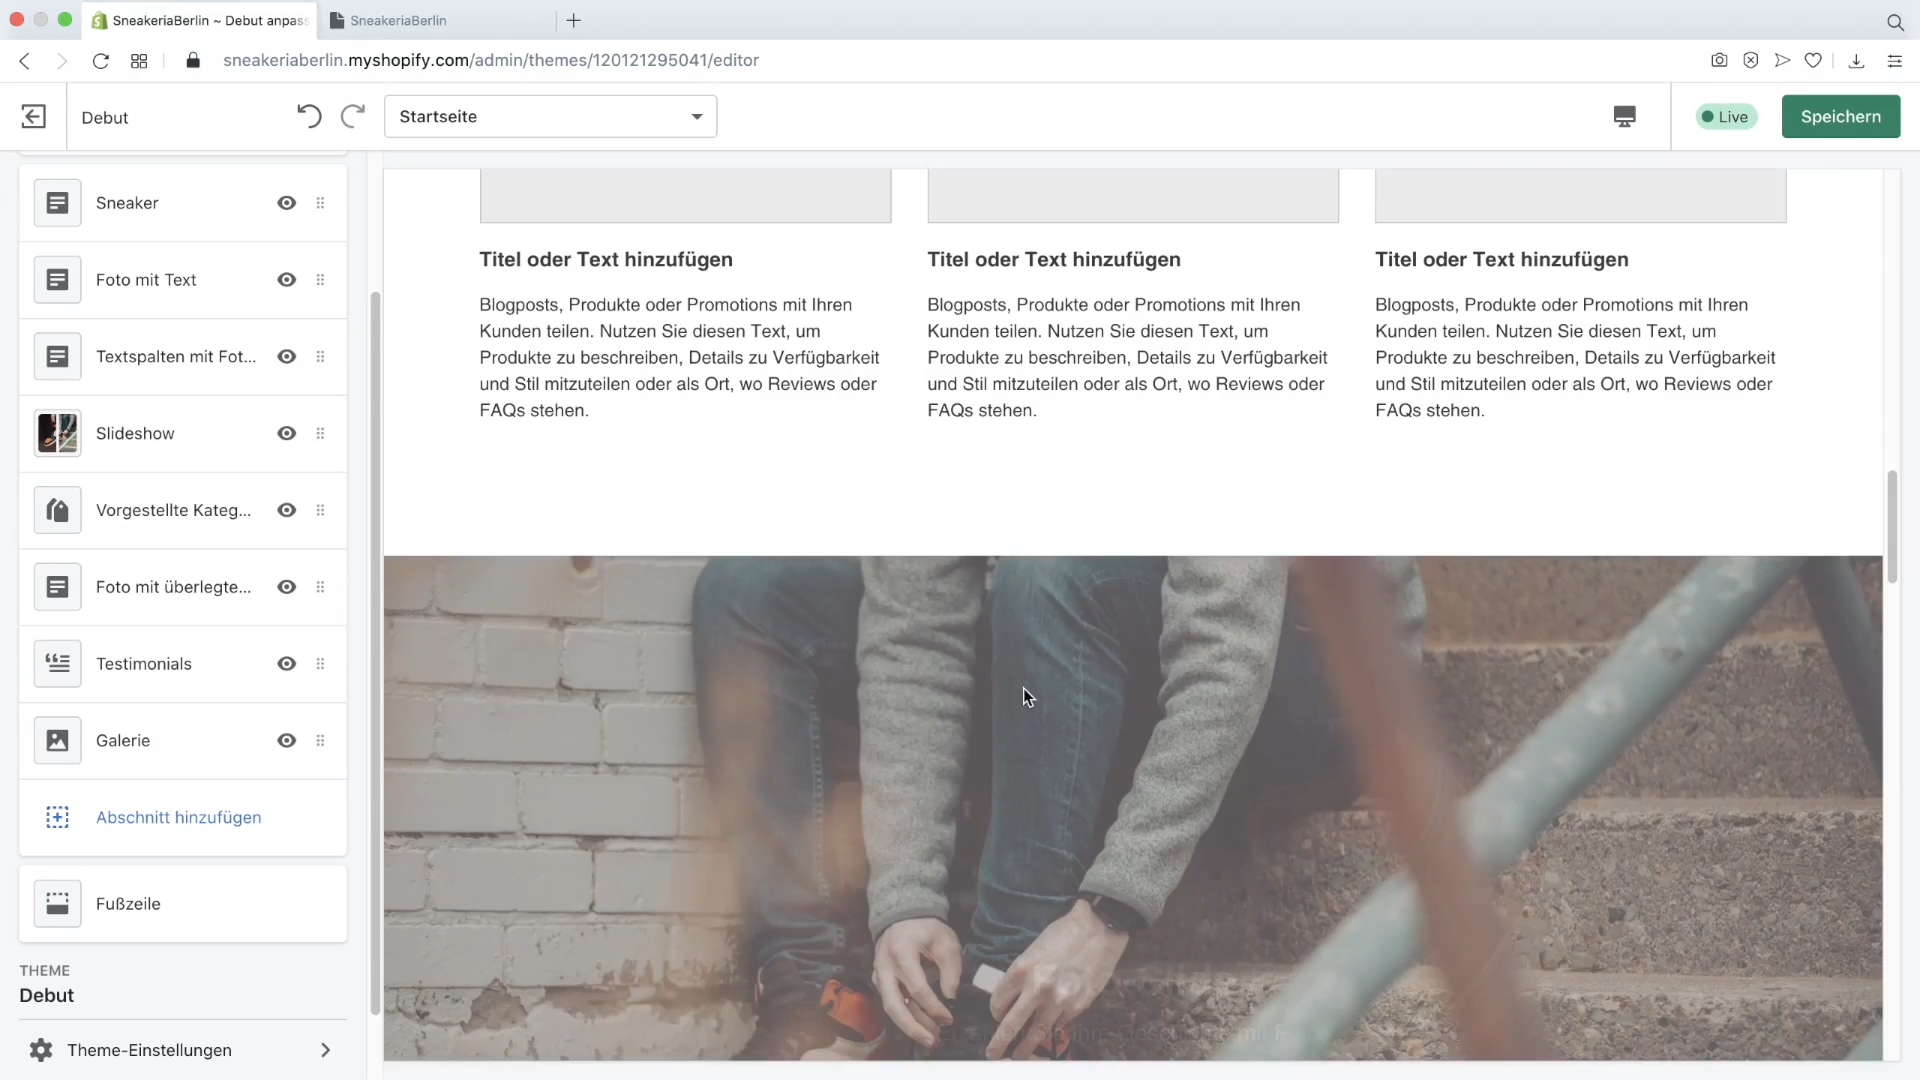 SneakeriaBerlin ~ Debut anpass
SneakeriaBerlin
sneakeriaberlin.myshopify.com/admin/themes/120121295041/editor
Debut
Startseite
Live
Speichern
Sneaker
Foto mit Text
Textspalten mit Fot...
Slideshow
Vorgestellte Kateg...
Foto mit überlegte...
Testimonials
Galerie
Abschnitt hinzufügen
Fußzeile
THEME
Debut
Theme-Einstellungen
Titel oder Text hinzufügen
Blogposts, Produkte oder Promotions mit Ihren
Kunden teilen. Nutzen Sie diesen Text, um
Produkte zu beschreiben, Details zu Verfügbarkeit
und Stil mitzuteilen oder als Ort, wo Reviews oder
FAQs stehen.
Titel oder Text hinzufügen
Blogposts, Produkte oder Promotions mit Ihren
Kunden teilen. Nutzen Sie diesen Text, um
Produkte zu beschreiben, Details zu Verfügbarkeit
und Stil mitzuteilen oder als Ort, wo Reviews oder
FAQs stehen.
Titel oder Text hinzufügen
Blogposts, Produkte oder Promotions mit Ihren
Kunden teilen. Nutzen Sie diesen Text, um
Produkte zu beschreiben, Details zu Verfügbarkeit
und Stil mitzuteilen oder als Ort, wo Reviews oder
FAQs stehen.